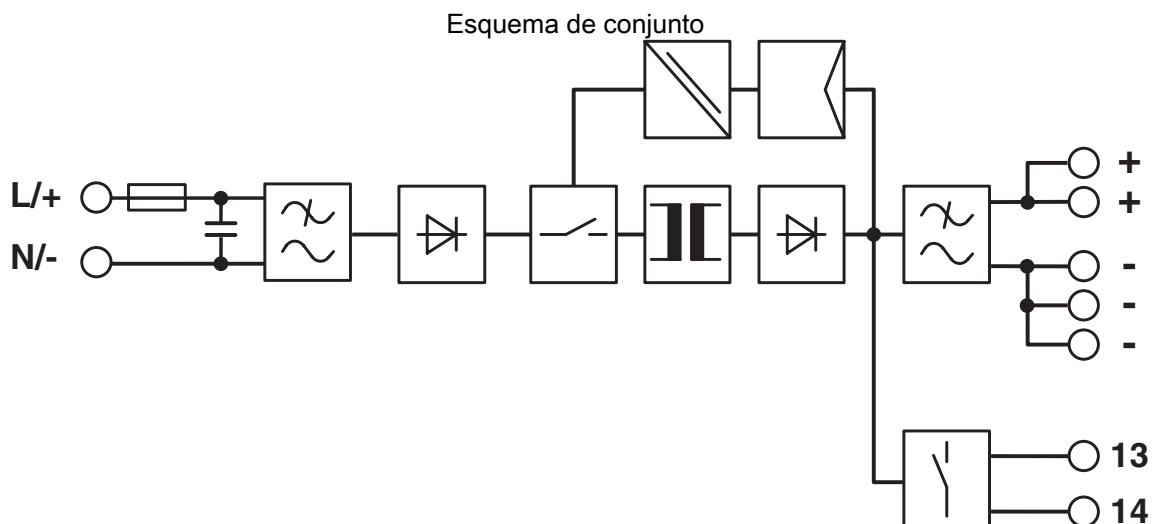 Esquema de conjunto
L/+
N/-
+
+
-
-
-
13
14